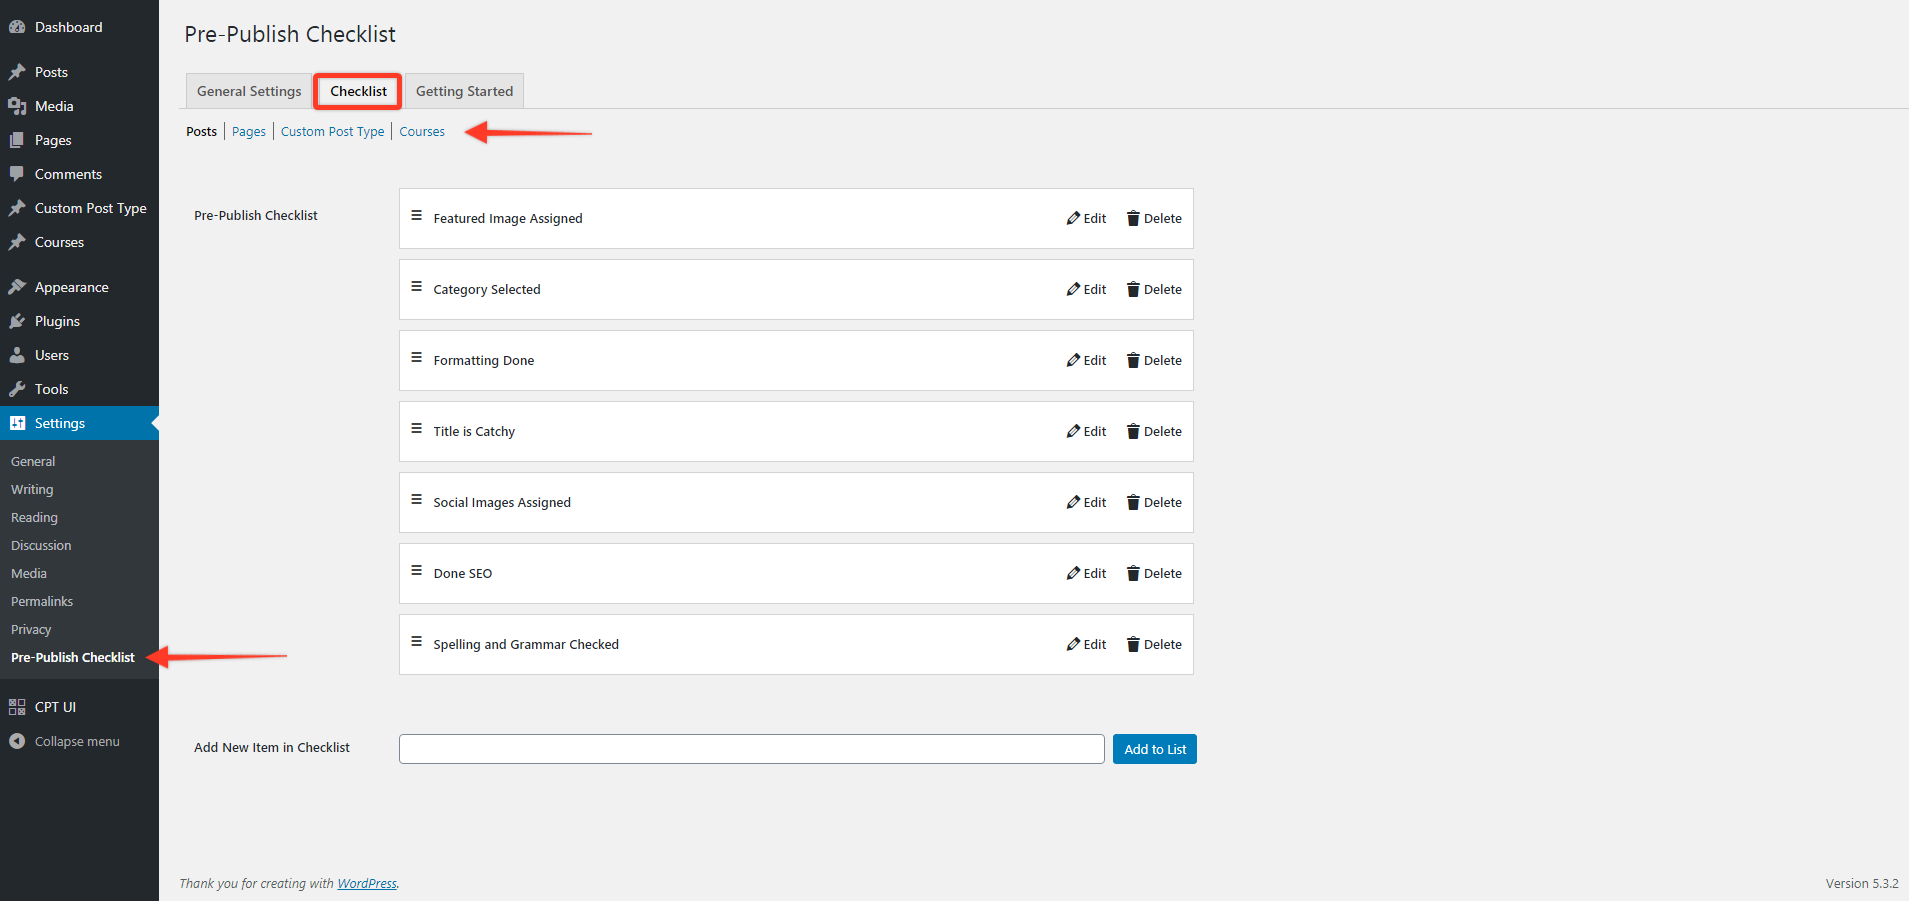 Dashboard
Posts
Media
Pages
Comments
Custom Post Type
Courses
Appearance
Plugins
Users
Tools
Settings
General
Writing
Reading
Discussion
Media
Permalinks
Privacy
Pre-Publish Checklist
CPT UI
Collapse menu
Pre-Publish Checklist
General Settings Checklist Getting Started
Posts | Pages | Custom Post Type | Courses
Pre-Publish Checklist
Featured Image Assigned Edit Delete
Category Selected Edit Delete
Formatting Done Edit Delete
Title is Catchy Edit Delete
Social Images Assigned Edit Delete
Done SEO Edit Delete
Spelling and Grammar Checked Edit Delete
Add New Item in Checklist Add to List
Thank you for creating with WordPress. Version 5.3.2